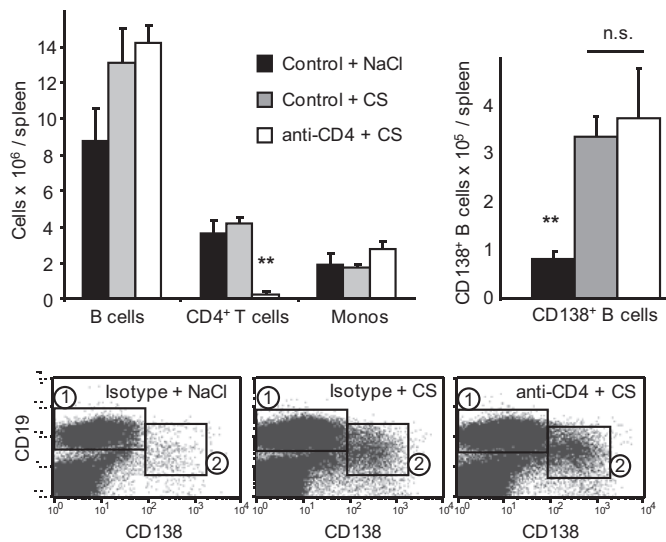 Cells x 10⁶ / spleen
14
12
10
8
6
4
2
0
B cells
CD4⁺ T cells
Monos
**
Control + NaCl
Control + CS
anti-CD4 + CS
n.s.
CD138⁺ B cells x 10⁵ / spleen
4
3
2
1
0
**
CD138⁺ B cells
CD19
1 Isotype + NaCl
2
10⁰ 10¹ 10² 10³ 10⁴
CD138
1 Isotype + CS
2
10⁰ 10¹ 10² 10³ 10⁴
CD138
1 anti-CD4 + CS
2
10⁰ 10¹ 10² 10³ 10⁴
CD138